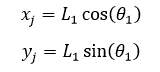 x_j = L_1 cos(θ_1)
y_j = L_1 sin(θ_1)